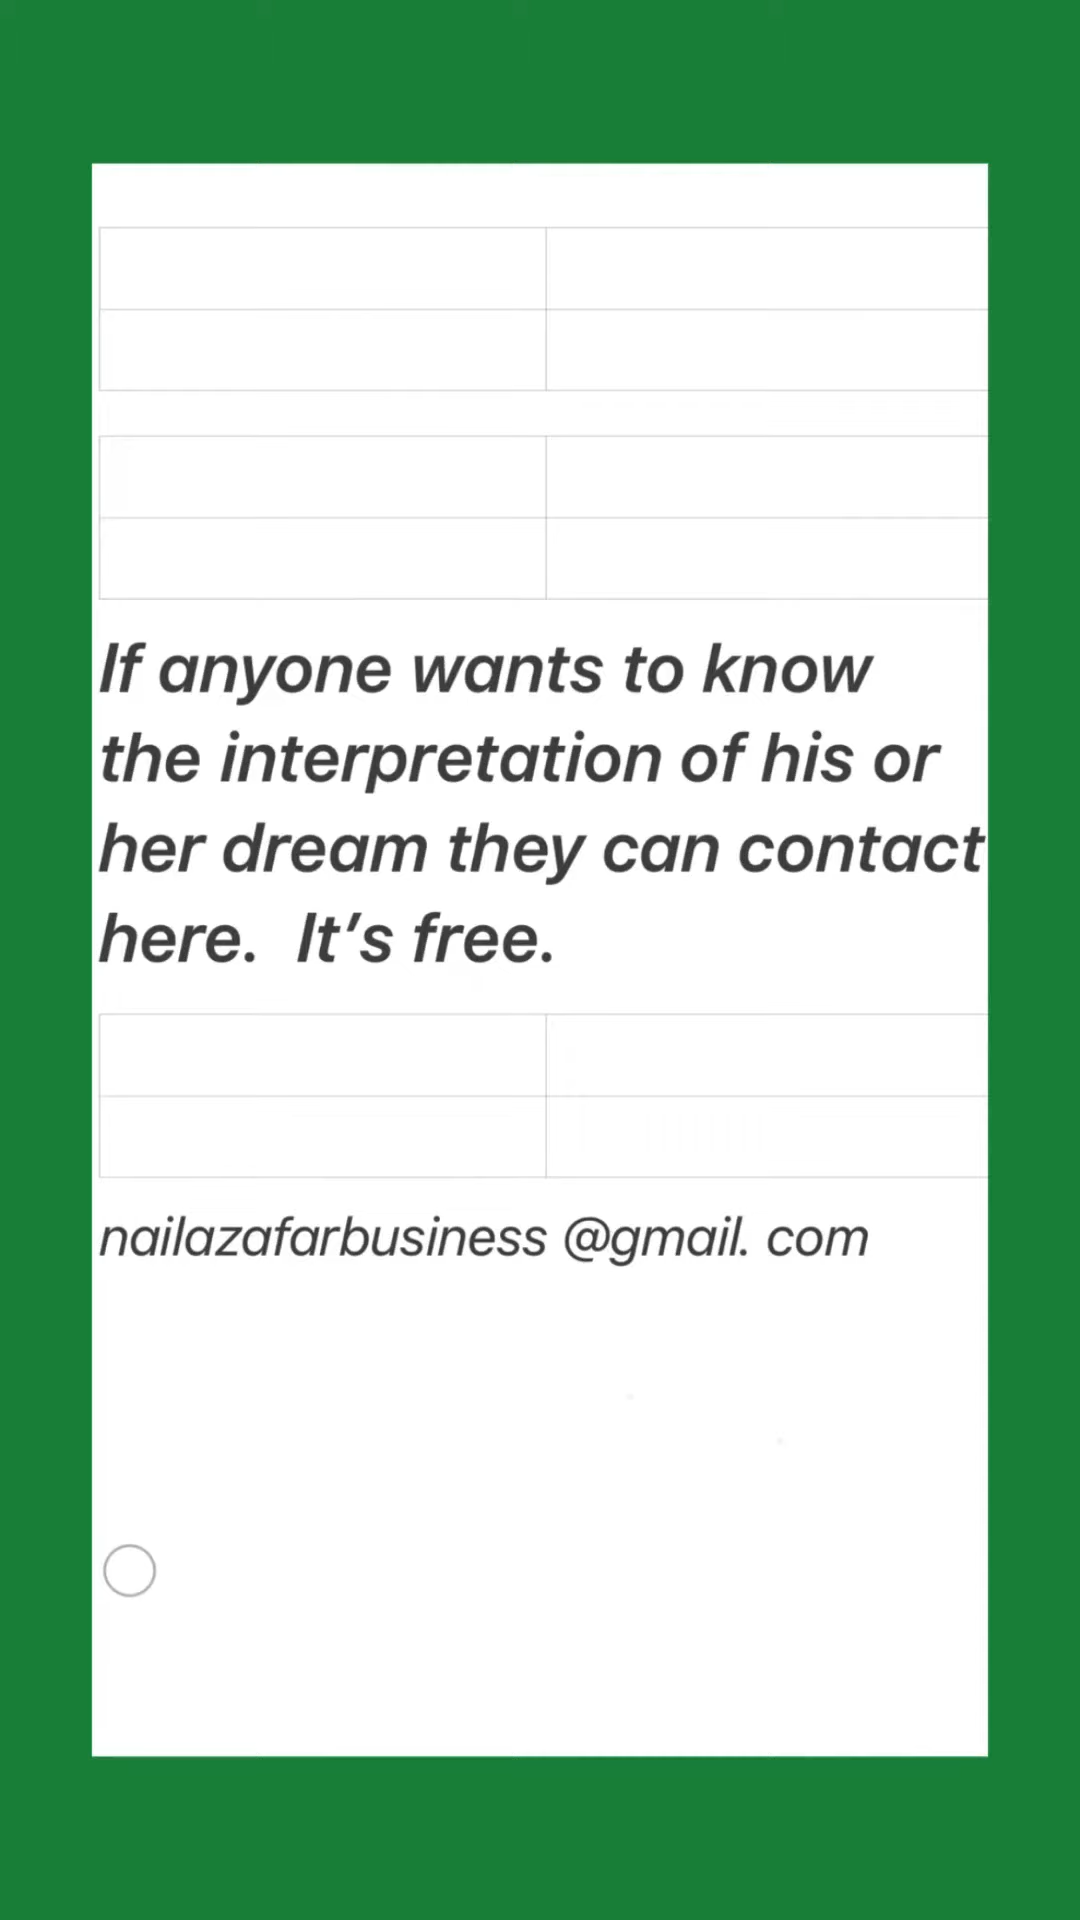 If anyone wants to know
the interpretation of his or
her dream they can contact
here.  It’s free.
nailazafarbusiness @gmail. com